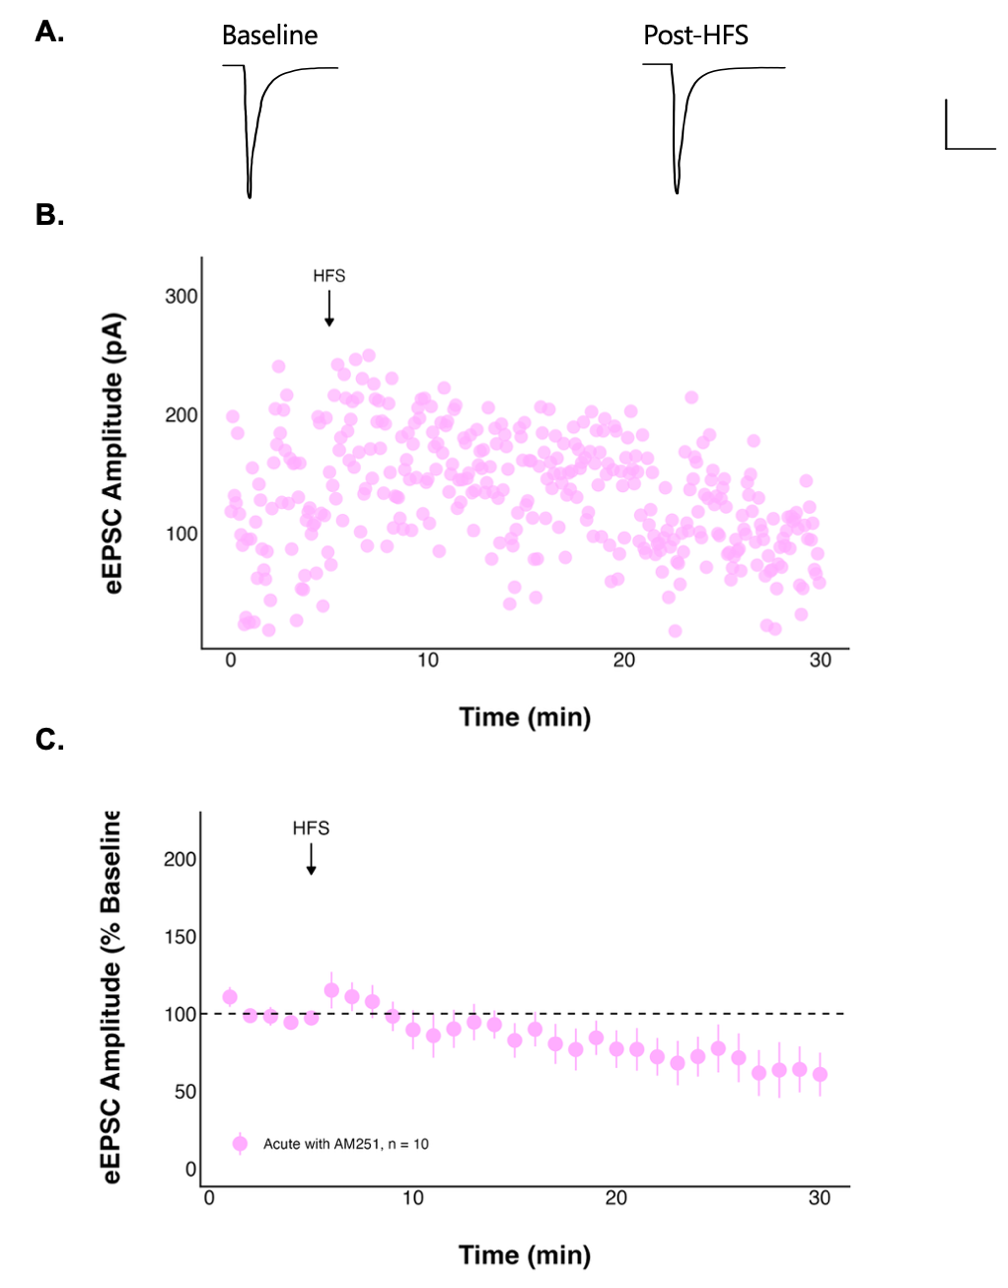 A.
Baseline
Post-HFS
B.
HFS
300
200
100
eEPSC Amplitude (pA)
0 10 20 30
Time (min)
C.
HFS
200
150
100
50
0
eEPSC Amplitude (% Baseline
Acute with AM251, n = 10
0 10 20 30
Time (min)